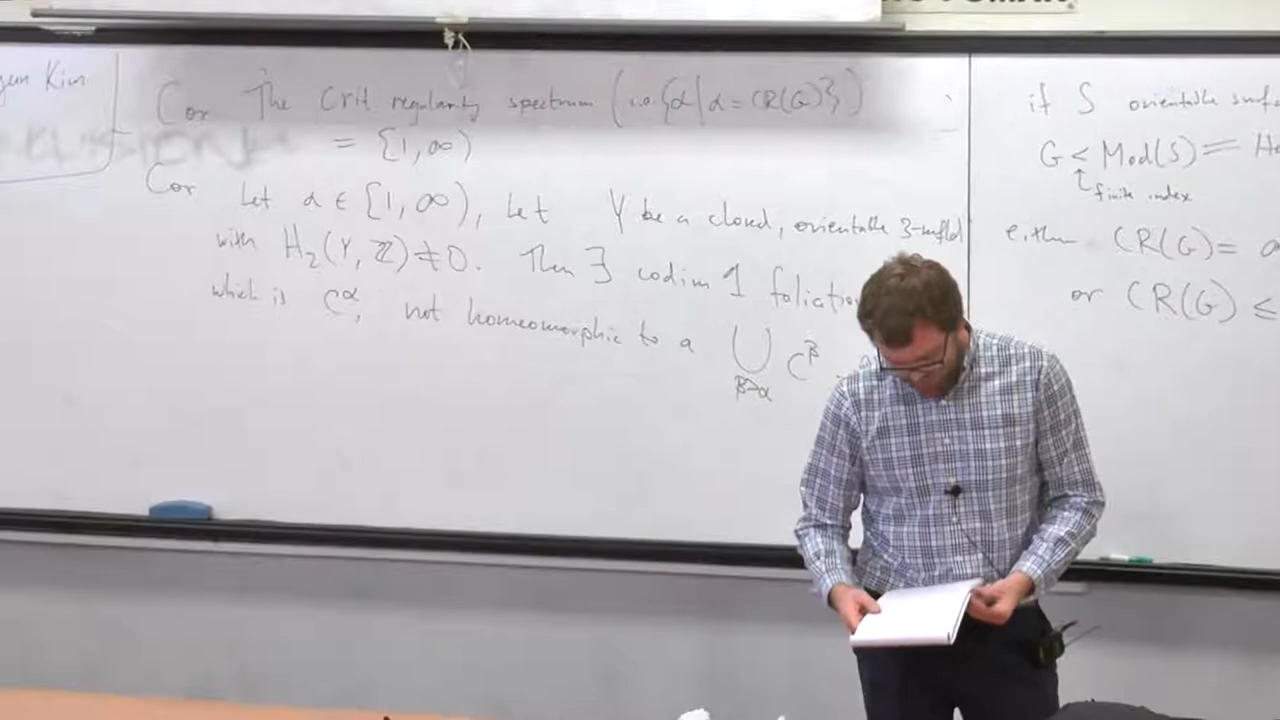 gun Kim
Cor The Crit regularity spectrum (i.e. {α | α = CR(G)})
= [1,∞)
Cor Let α ∈ [1,∞), Let Y be a closed, orientable 3-mfld
with H₂(Y, ℤ) ≠ 0. Then ∃ codim 1 foliation
which is C^α, not homeomorphic to a ⋃_{β>α} C^β
if S orientable surf
G < Mod(S) = He
↑ finite index
either CR(G) =
or CR(G) ≤